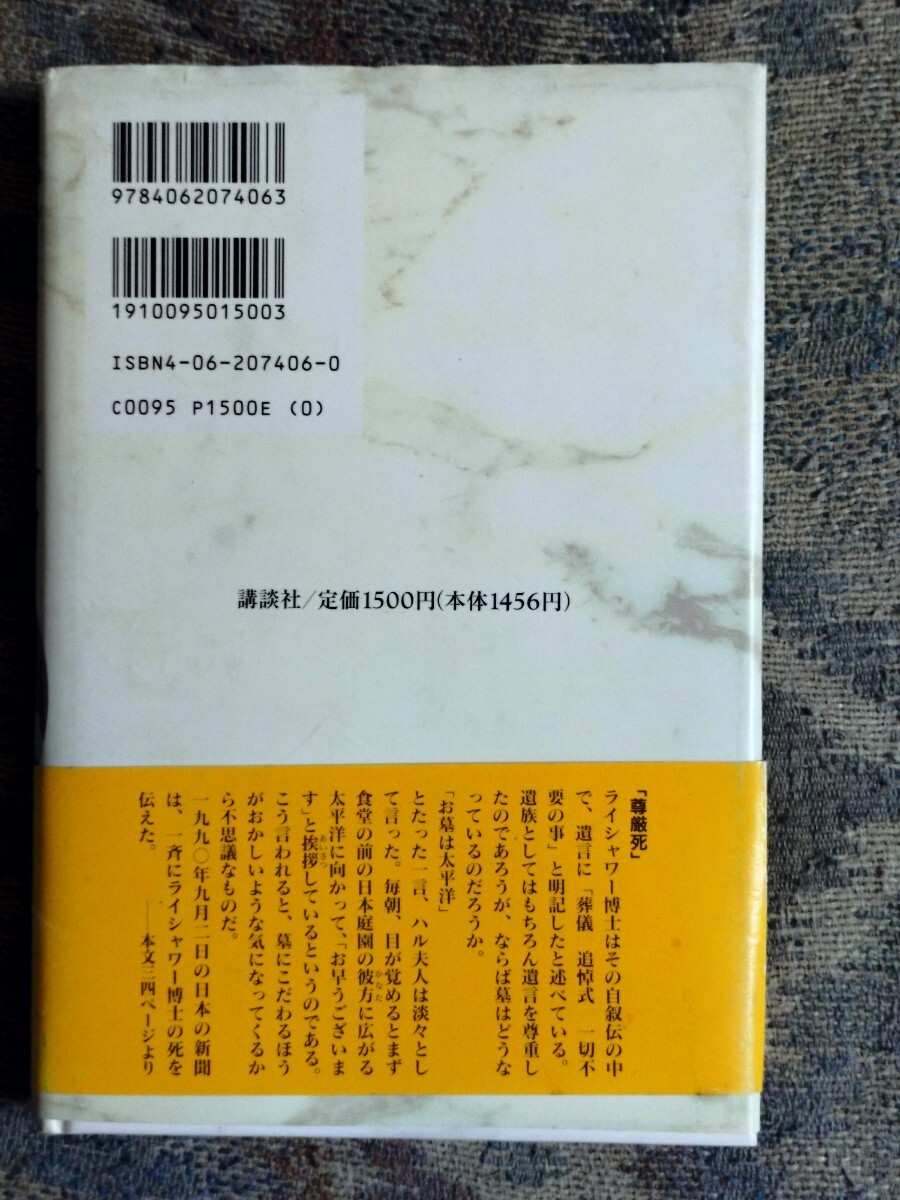 9784062074063
1910095015003
ISBN4-06-207406-0
C0095 P1500E (0)
講談社/定価1500円(本体1456円)
「尊厳死」
ライシャワー博士はその自叙伝の中
で、遺言に「葬儀 追悼式 一切不
要の事」と明記したと述べている。
遺族としてはもちろん遺言を尊重し
たのであろうが、ならば墓はどうな
っているのだろうか。
「お墓は太平洋」
とたった一言、ハル夫人は淡々とし
て言った。毎朝、目が覚めるとまず
食堂の前の日本庭園の彼方に広がる
かなた
太平洋に向かって、「お早うございま
す」と挨拶しているというのである。
あいさつ
こう言われると、墓にこだわるほう
がおかしいような気になってくるか
ら不思議なものだ。
一九九〇年九月二日の日本の新聞
は、一斉にライシャワー博士の死を
伝えた。 ——本文三四ページより